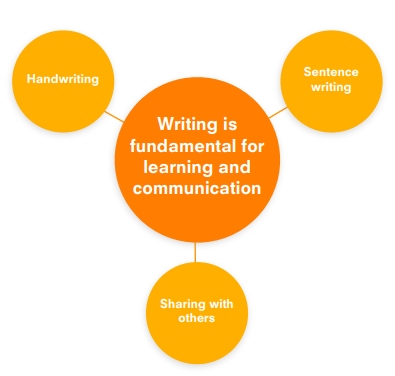 Handwriting
Sentence
writing
Writing is
fundamental for
learning and
communication
Sharing with
others